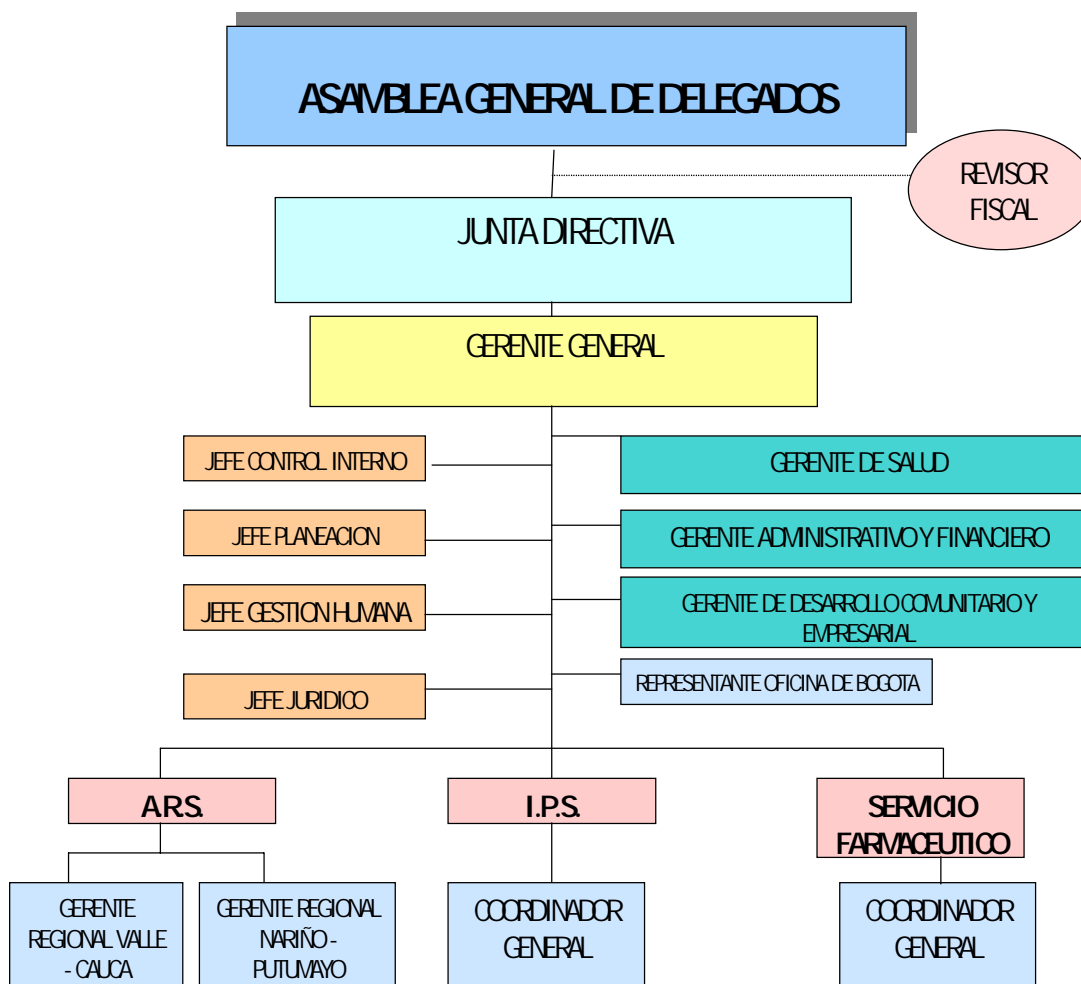 ASAMBLEA GENERAL DE DELEGADOS
REVISOR
FISCAL
JUNTA DIRECTIVA
GERENTE GENERAL
JEFE CONTROL INTERNO
GERENTE DE SALUD
JEFE PLANEACION
GERENTE ADMINISTRATIVO Y FINANCIERO
JEFE GESTION HUMANA
GERENTE DE DESARROLLO COMUNITARIO Y
EMPRESARIAL
JEFE JURIDICO
REPRESENTANTE OFICINA DE BOGOTA
A.R.S.
I.P.S.
SERVICIO
FARMACEUTICO
GERENTE
REGIONAL VALLE
- CAUCA
GERENTE REGIONAL
NARIÑO -
PUTUMAYO
COORDINADOR
GENERAL
COORDINADOR
GENERAL